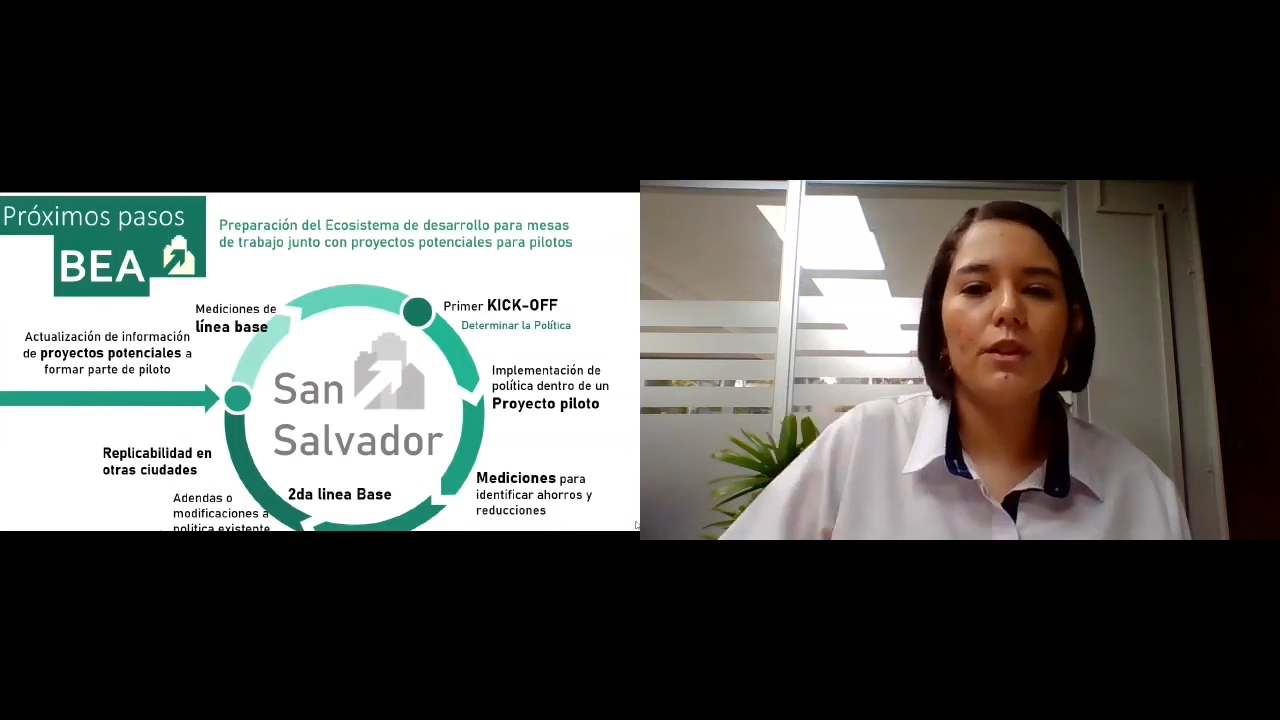 Próximos pasos
BEA
Preparación del Ecosistema de desarrollo para mesas
de trabajo junto con proyectos potenciales para pilotos
Mediciones de
línea base
Actualización de información
de proyectos potenciales a
formar parte de piloto
Primer KICK-OFF
Determinar la Política
Implementación de
política dentro de un
Proyecto piloto
San
Salvador
Replicabilidad en
otras ciudades
Mediciones para
identificar ahorros y
reducciones
2da linea Base
Adendas o
modificaciones a
política existente